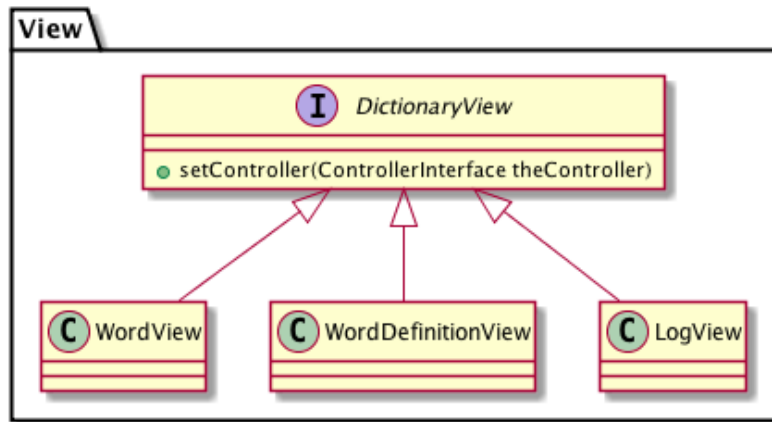 View
I DictionaryView
setController(ControllerInterface theController)
C WordView
C WordDefinitionView
C LogView